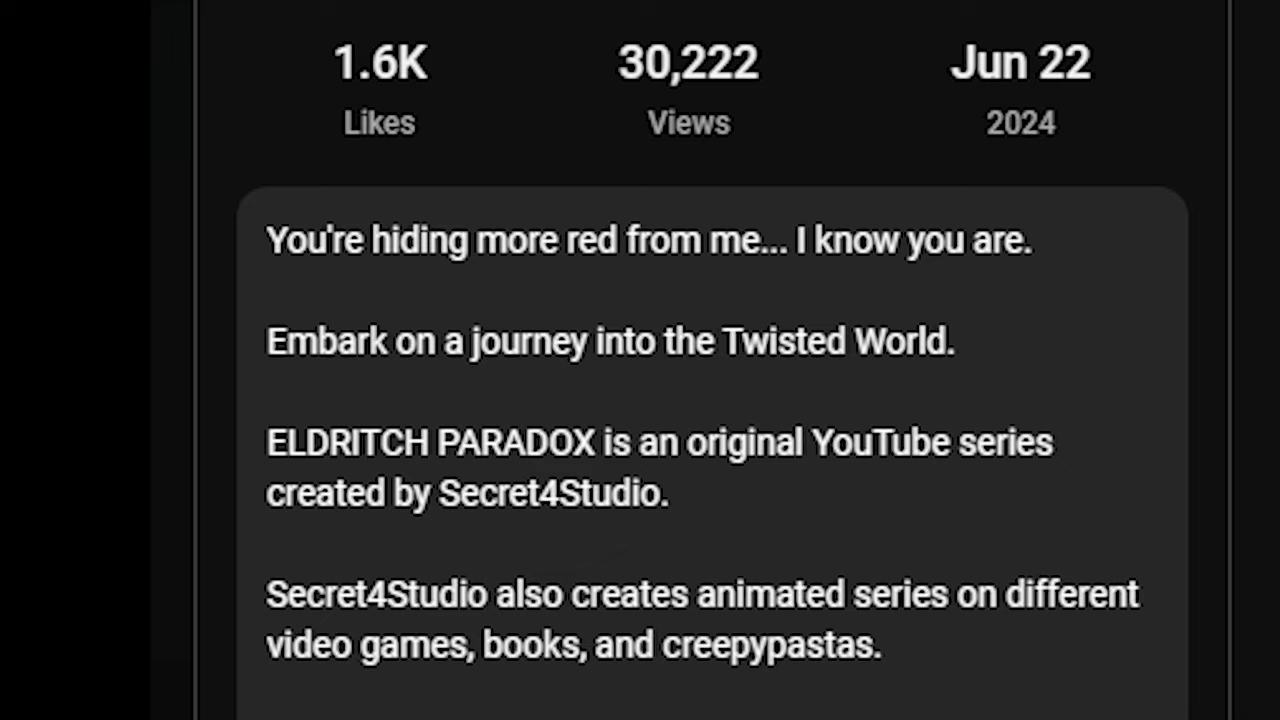 1.6K 30,222 Jun 22
Likes Views 2024
You're hiding more red from me... I know you are.
Embark on a journey into the Twisted World.
ELDRITCH PARADOX is an original YouTube series
created by Secret4Studio.
Secret4Studio also creates animated series on different
video games, books, and creepypastas.